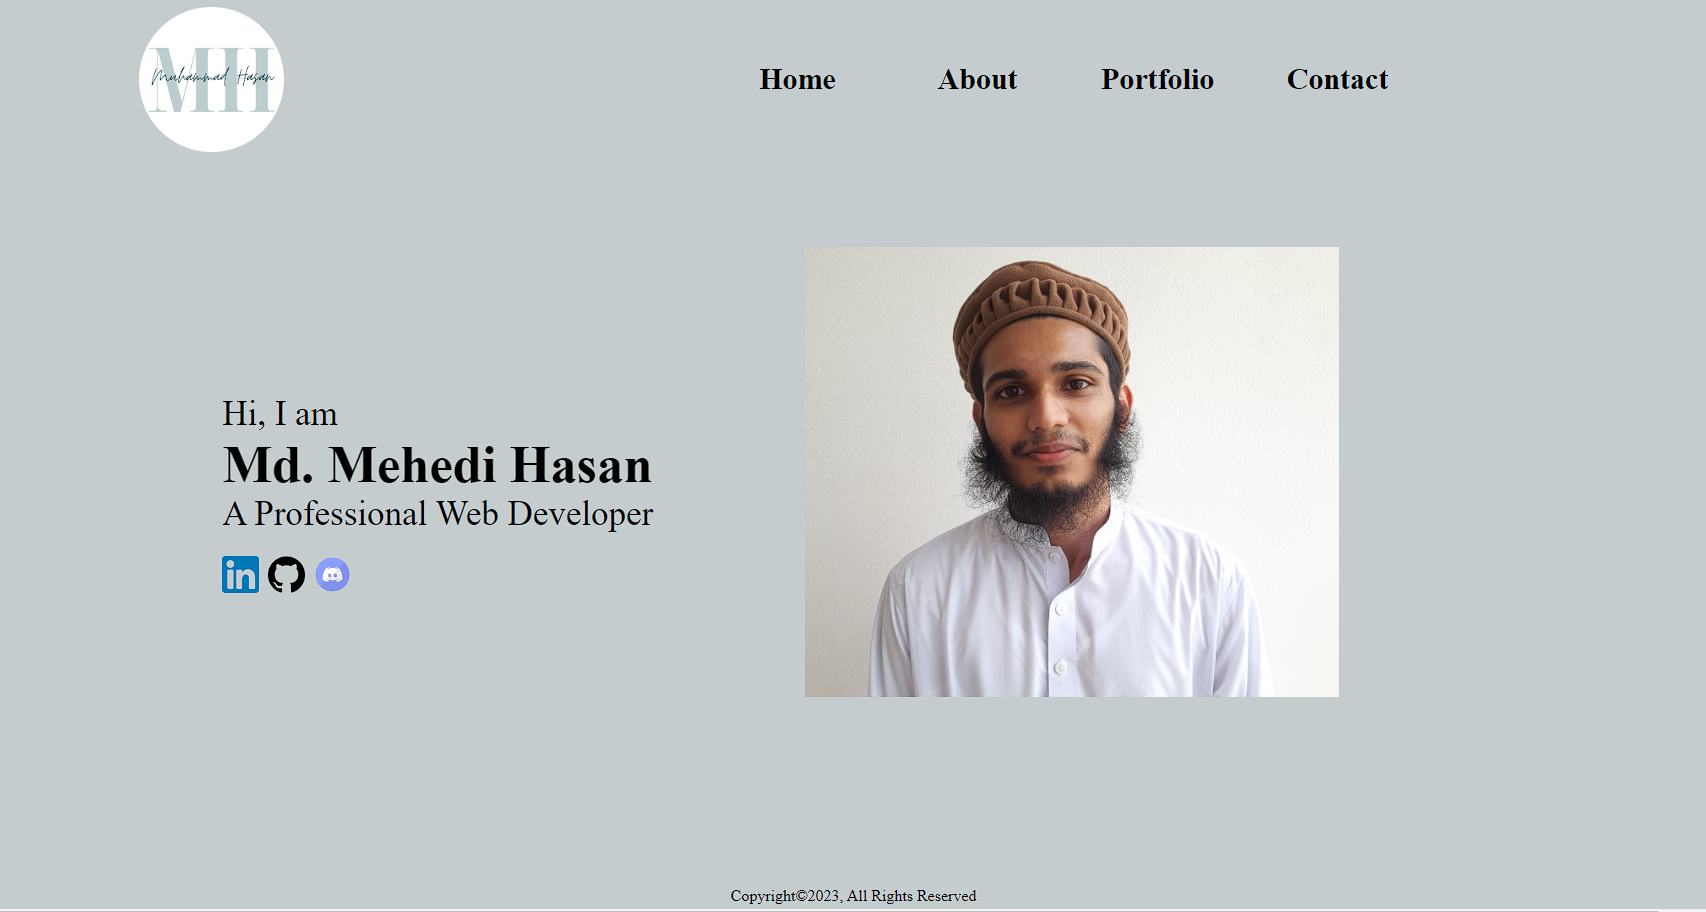 MH
Muhammad Hasan
Home About Portfolio Contact
Hi, I am
Md. Mehedi Hasan
A Professional Web Developer
in
Copyright©2023, All Rights Reserved